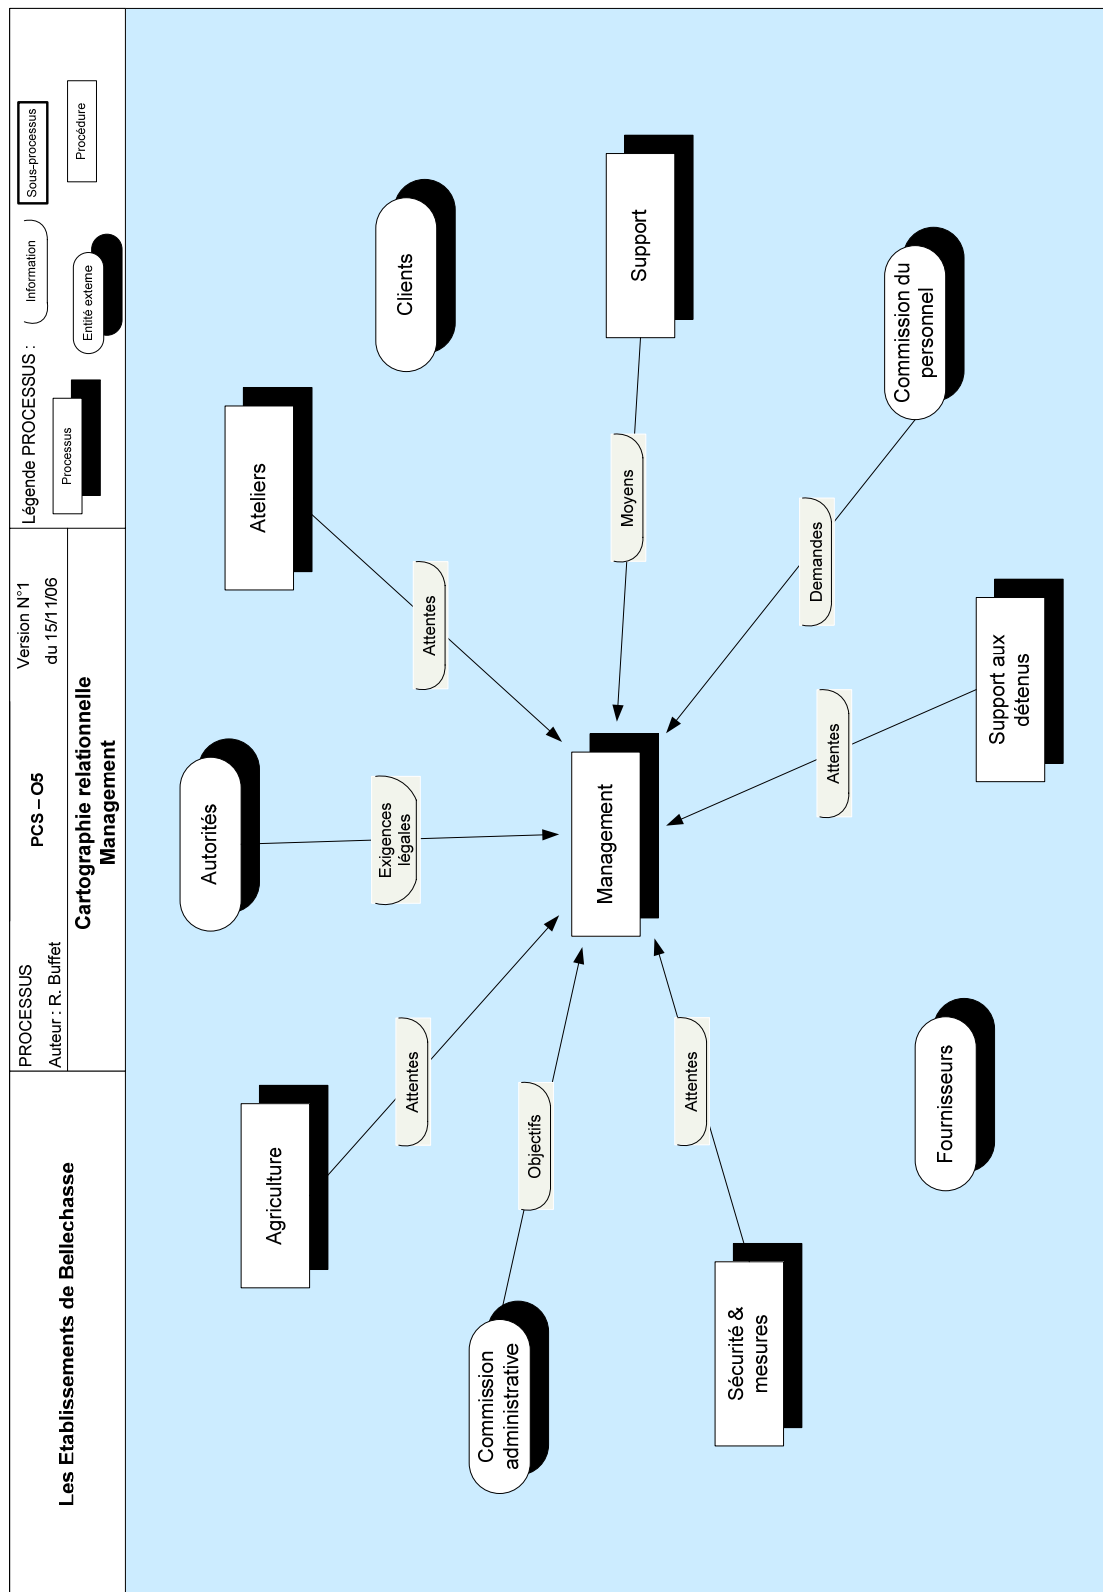 Les Etablissements de Bellechasse
PROCESSUS
PCS – O5
Version N°1
Auteur : R. Buffet
du 15/11/06
Cartographie relationnelle
Management
Légende PROCESSUS :
Processus
Information
Entité externe
Sous-processus
Procédure
Autorités
Agriculture
Ateliers
Clients
Exigences
légales
Attentes
Attentes
Commission
administrative
Objectifs
Management
Moyens
Support
Sécurité &
mesures
Attentes
Attentes
Demandes
Commission du
personnel
Fournisseurs
Support aux
détenus